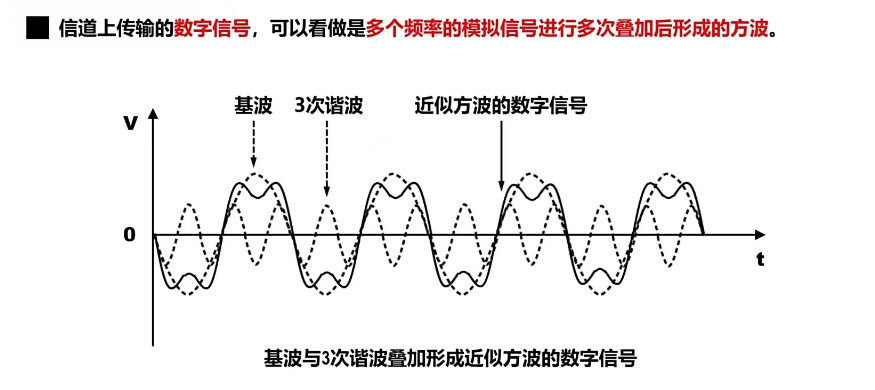 信道上传输的数字信号，可以看做是多个频率的模拟信号进行多次叠加后形成的方波。
基波 3次谐波 近似方波的数字信号
V
0
t
基波与3次谐波叠加形成近似方波的数字信号